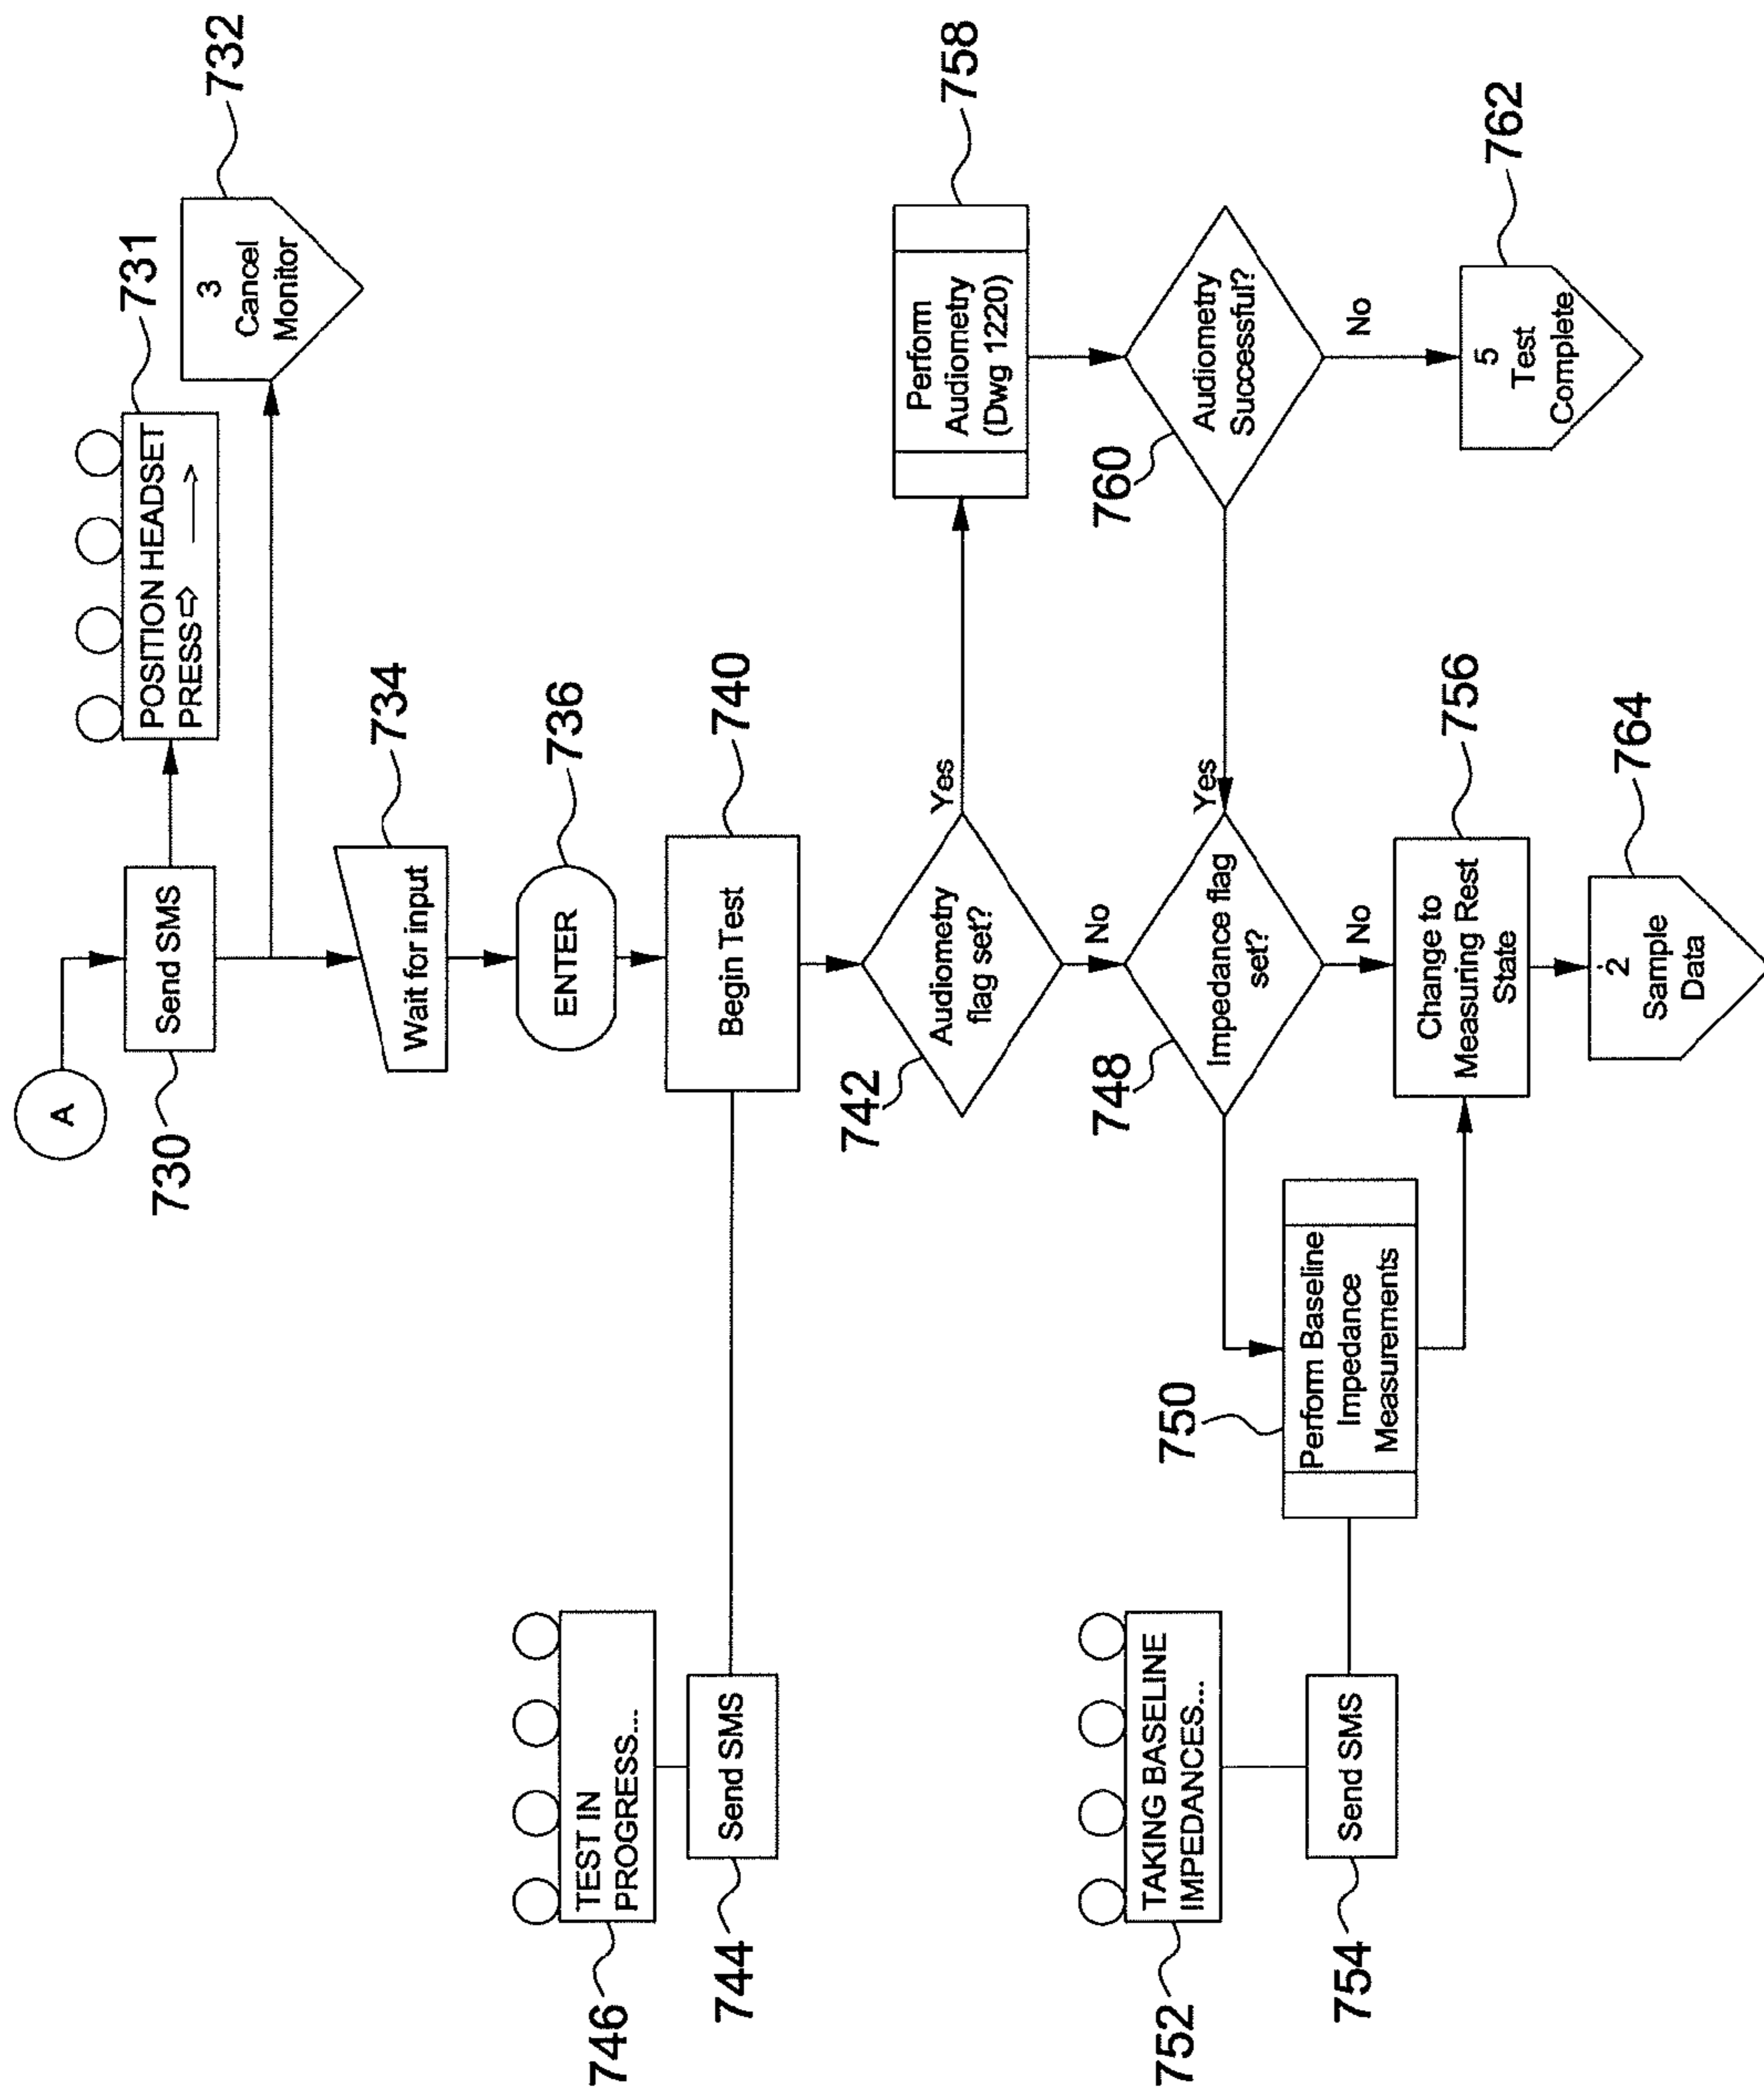 A
730
Send SMS
731
POSITION HEADSET
PRESS⇨ —>
732
3
Cancel
Monitor
734
Wait for input
736
ENTER
740
Begin Test
746
TEST IN
PROGRESS...
744
Send SMS
742
Audiometry
flag set?
Yes
No
758
Perform
Audiometry
(Dwg 1220)
760
Audiometry
Successful?
Yes
No
762
5
Test
Complete
748
Impedance flag
set?
No
750
Perform Baseline
Impedance
Measurements
752
TAKING BASELINE
IMPEDANCES...
754
Send SMS
756
Change to
Measuring Rest
State
764
2
Sample
Data